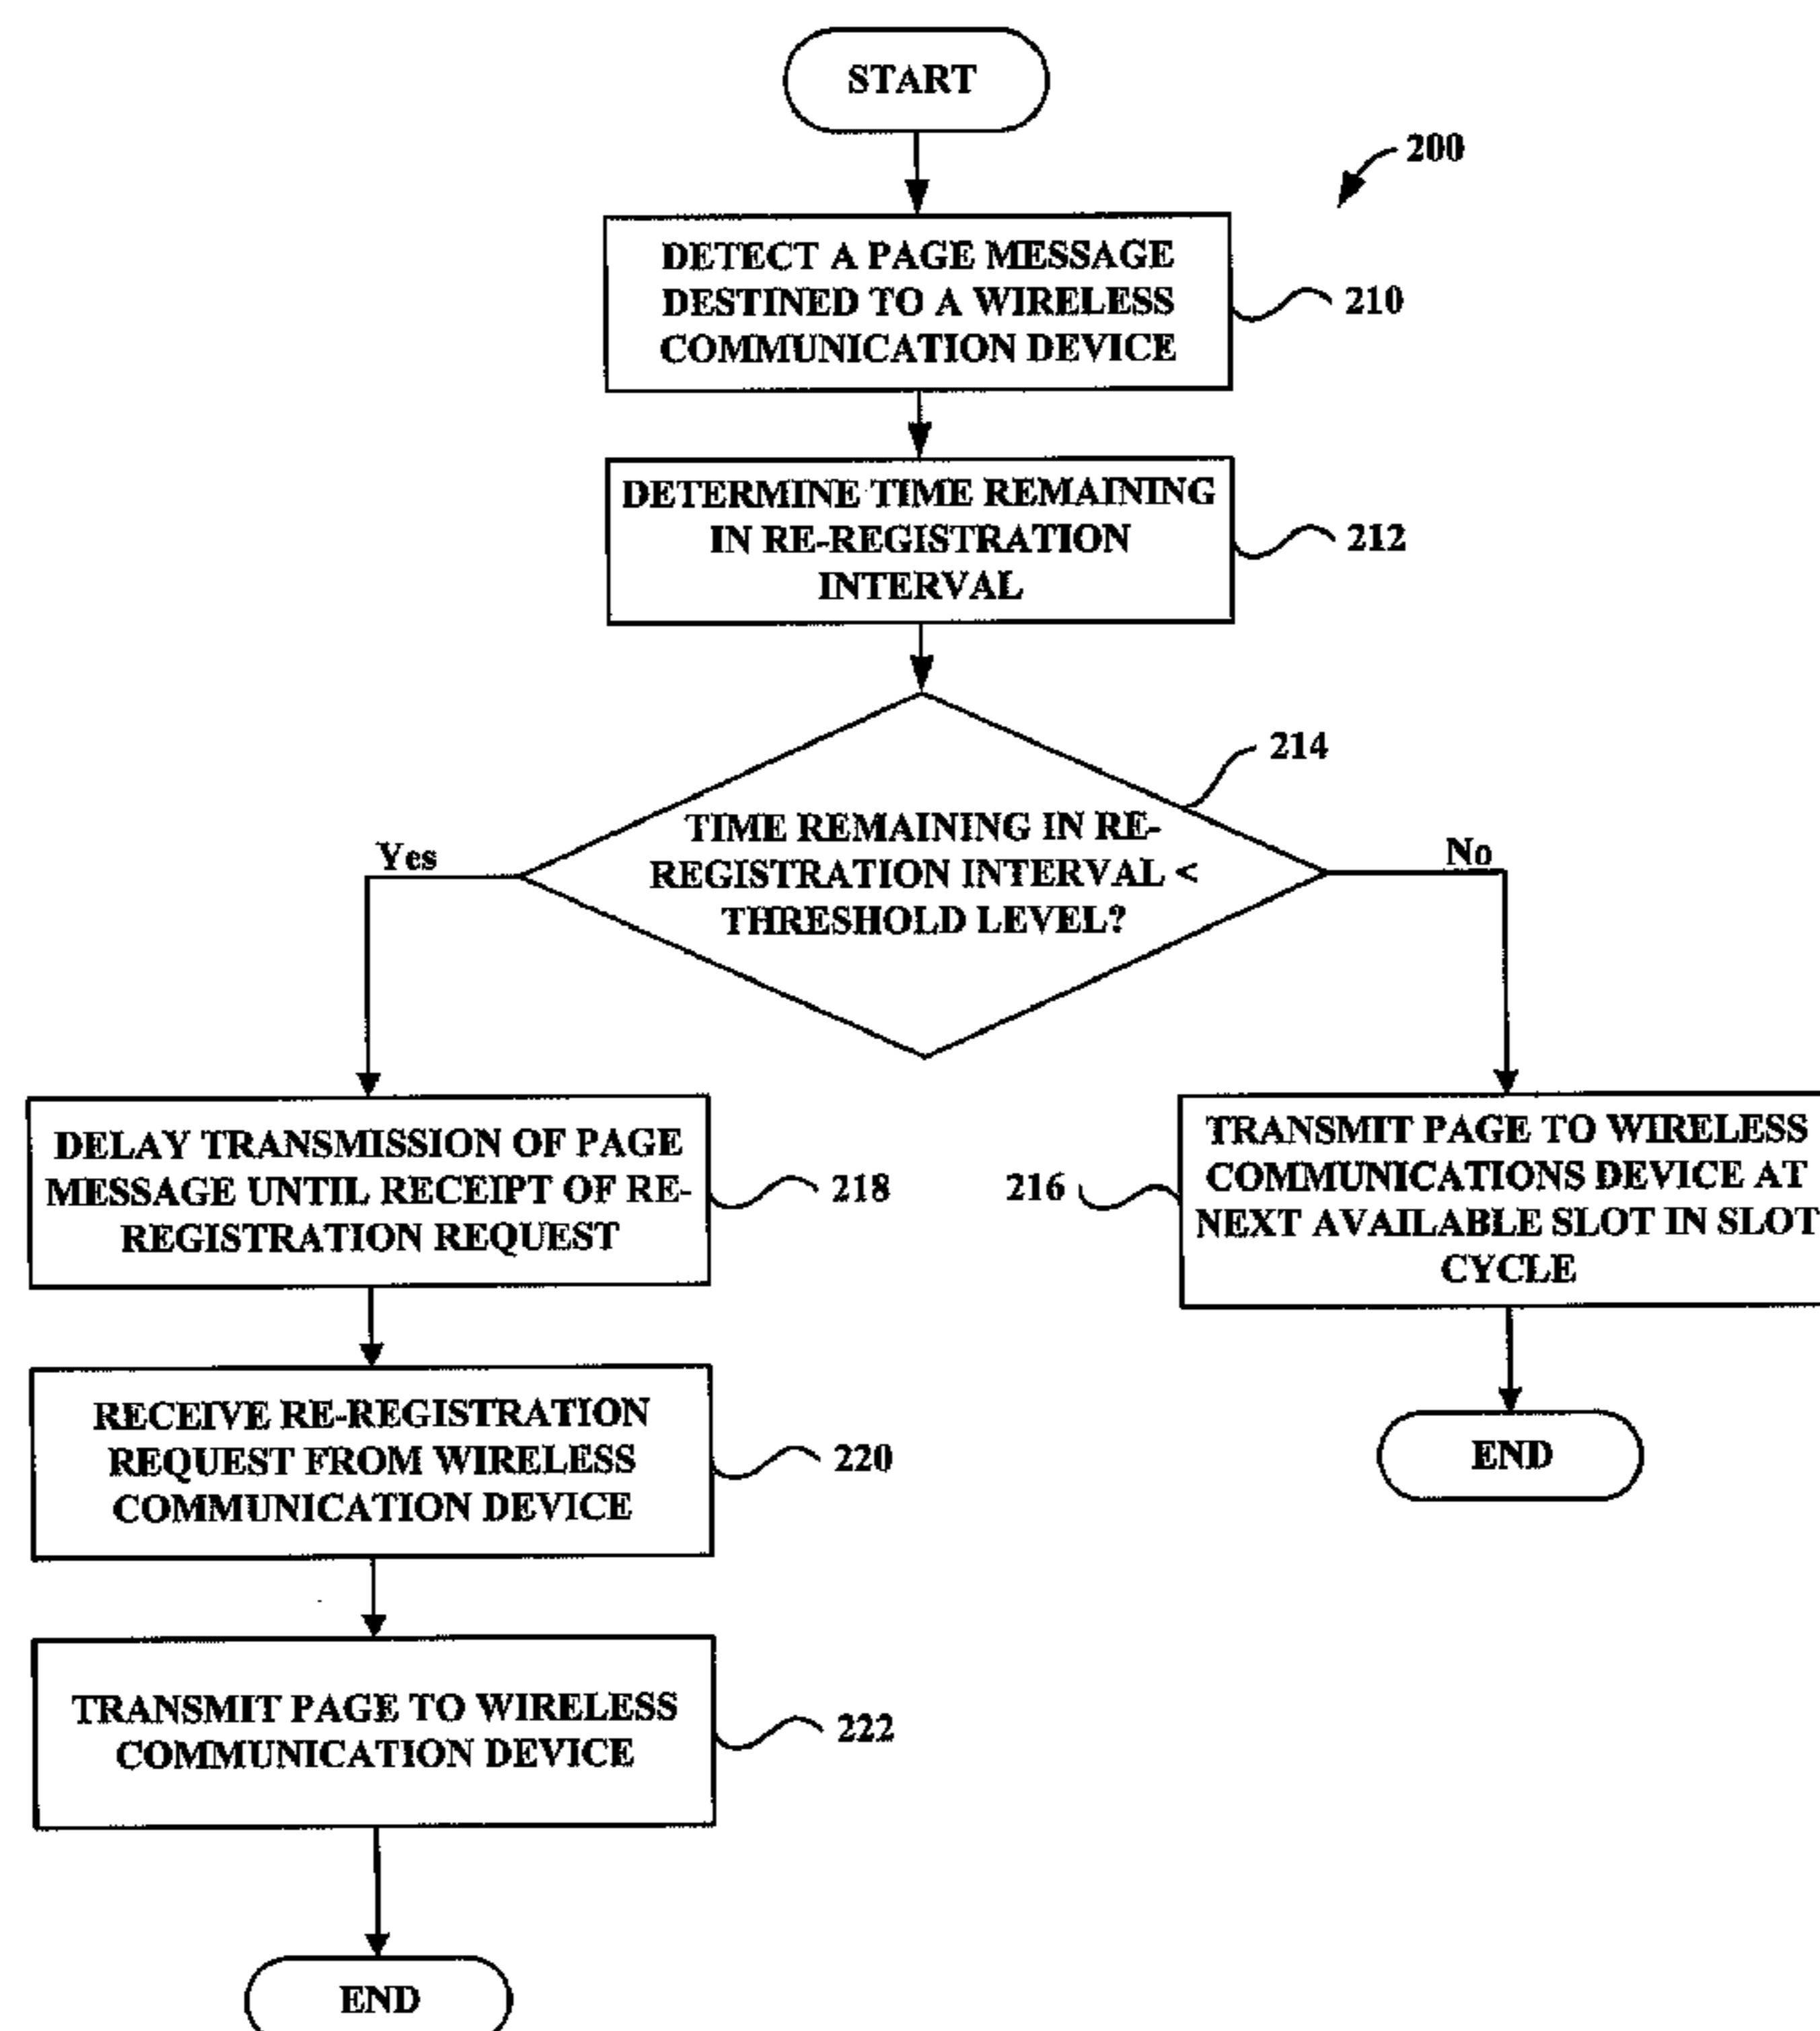 START
200
DETECT A PAGE MESSAGE
DESTINED TO A WIRELESS
COMMUNICATION DEVICE
210
DETERMINE TIME REMAINING
IN RE-REGISTRATION
INTERVAL
212
214
TIME REMAINING IN RE-
REGISTRATION INTERVAL <
THRESHOLD LEVEL?
Yes
No
DELAY TRANSMISSION OF PAGE
MESSAGE UNTIL RECEIPT OF RE-
REGISTRATION REQUEST
218
216
TRANSMIT PAGE TO WIRELESS
COMMUNICATIONS DEVICE AT
NEXT AVAILABLE SLOT IN SLOT
CYCLE
RECEIVE RE-REGISTRATION
REQUEST FROM WIRELESS
COMMUNICATION DEVICE
220
END
TRANSMIT PAGE TO WIRELESS
COMMUNICATION DEVICE
222
END